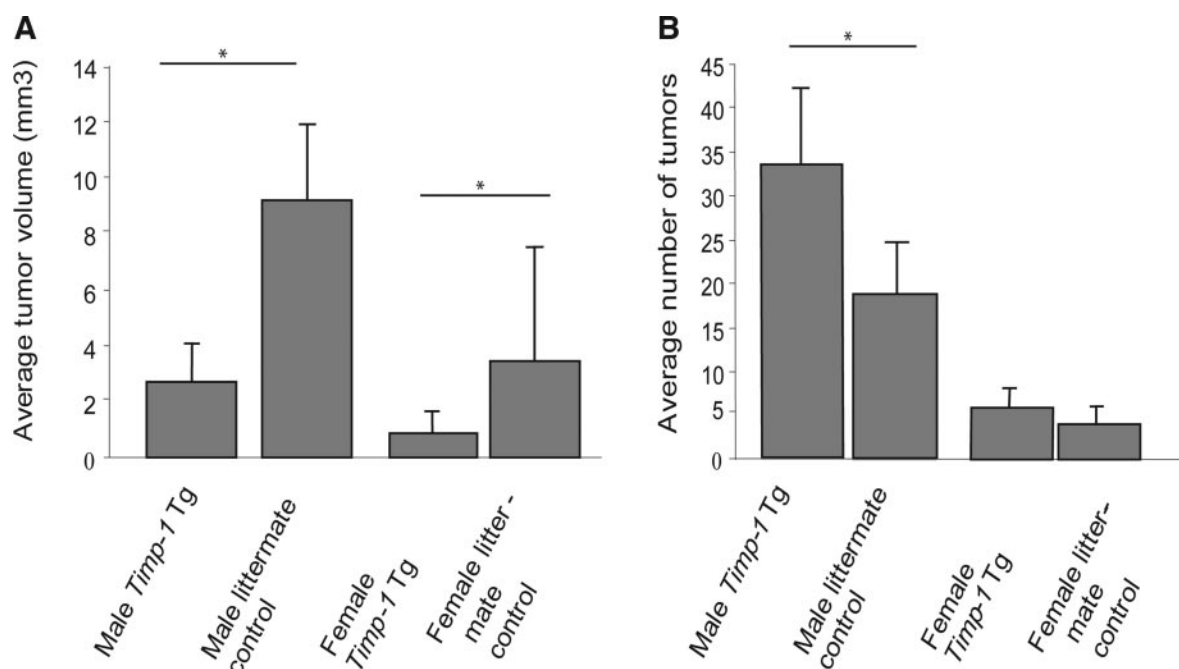 A
*
*
Average tumor volume (mm3)
14
12
10
8
6
4
2
0
Male Timp-1 Tg
Male littermate
control
Female
Timp-1 Tg
Female litter -
mate
control
B
*
Average number of tumors
45
40
35
30
25
20
15
10
5
0
Male Timp-1 Tg
Male littermate
control
Female
Timp-1 Tg
Female litter-
mate
control